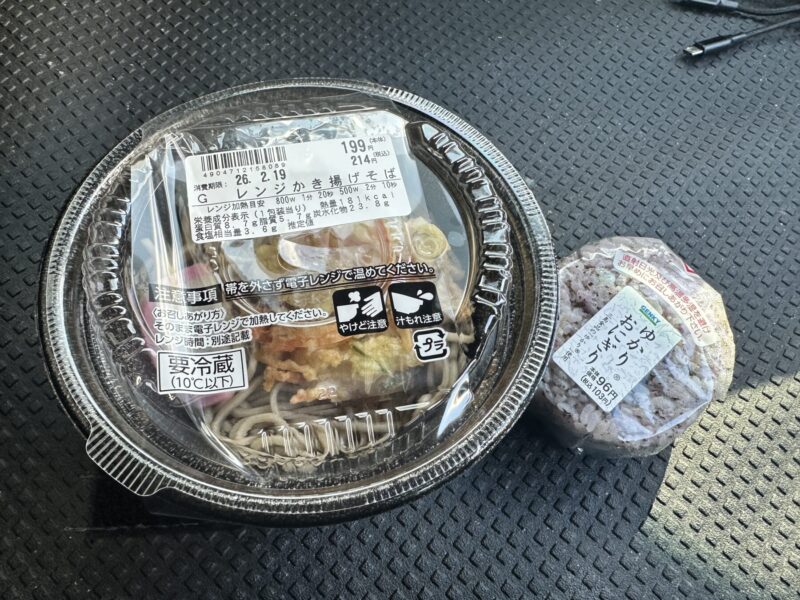 4904712168089
199円(本体)
消費期限: 26. 2.19
214円(税込)
G レンジかき揚げそば
レンジ加熱目安 800W 1分 20秒 500W 2分 10秒
栄養成分表示(1包装当り) 熱量181kcal
蛋白質8.7g脂質5.7g炭水化物23.8g
食塩相当量3.6g 推定値
注意事項
帯を外さず電子レンジで温めてください。
(お召しあがり方)
そのまま電子レンジで加熱してください。
レンジ時間:別途記載
やけど注意
汁もれ注意
プラ
要冷蔵
(10℃以下)
ゆかり®
おにぎり
96円
(税込103円)